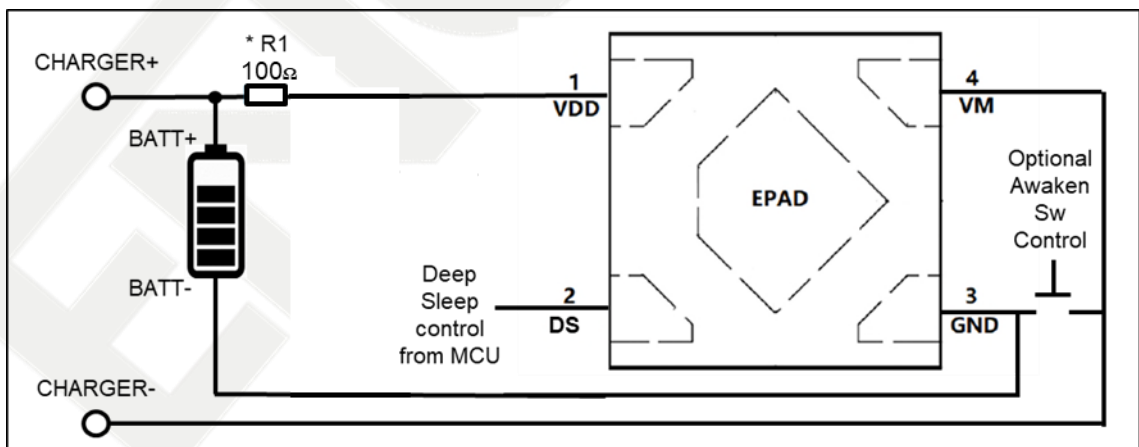 * R1
100Ω
CHARGER+
BATT+
BATT-
CHARGER-
1
VDD
4
VM
EPAD
Optional
Awaken
Sw
Control
Deep
Sleep
control
from MCU
2
DS
3
GND